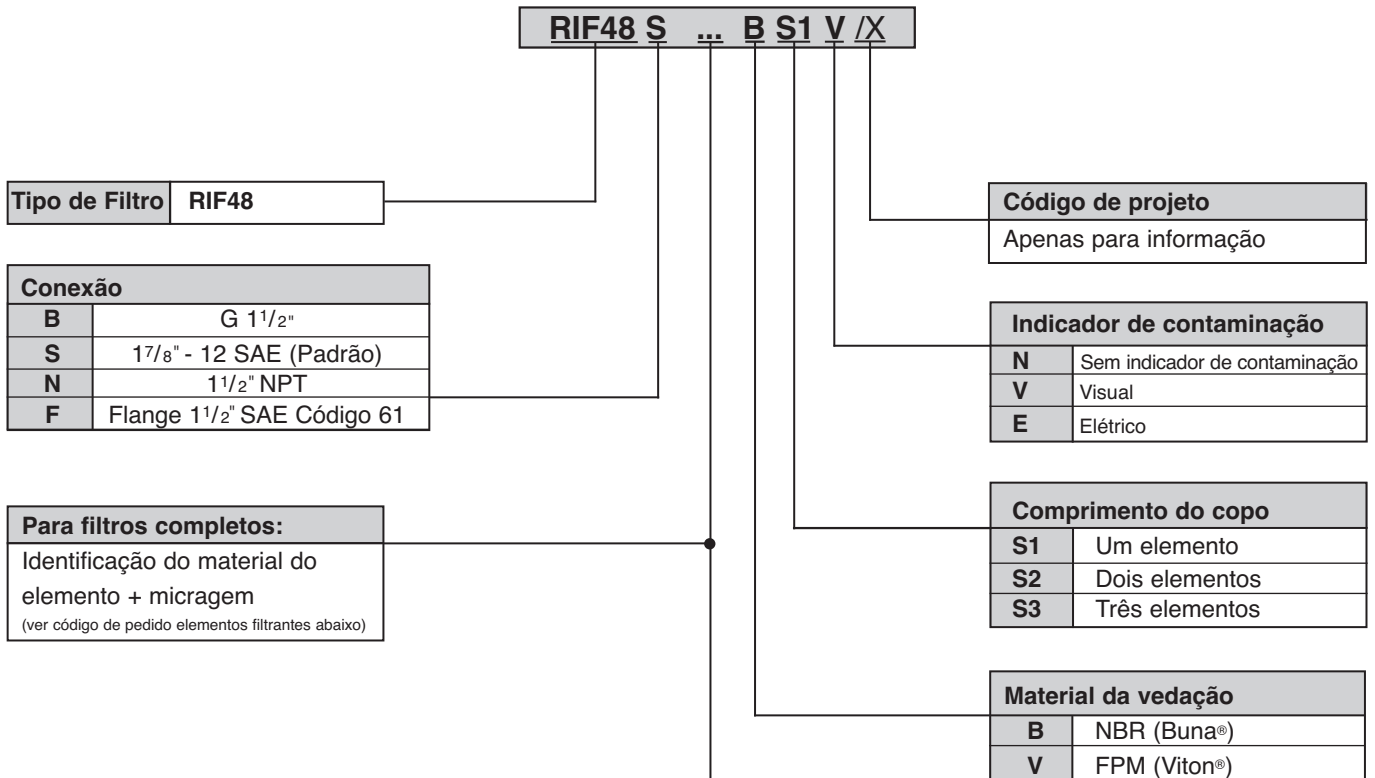 RIF48 S ... B S1 V /X
Tipo de Filtro RIF48
Conexão
B G 1 1/2"
S 1 7/8" - 12 SAE (Padrão)
N 1 1/2" NPT
F Flange 1 1/2" SAE Código 61
Para filtros completos:
Identificação do material do
elemento + micragem
(ver código de pedido elementos filtrantes abaixo)
Código de projeto
Apenas para informação
Indicador de contaminação
N Sem indicador de contaminação
V Visual
E Elétrico
Comprimento do copo
S1 Um elemento
S2 Dois elementos
S3 Três elementos
Material da vedação
B NBR (Buna®)
V FPM (Viton®)